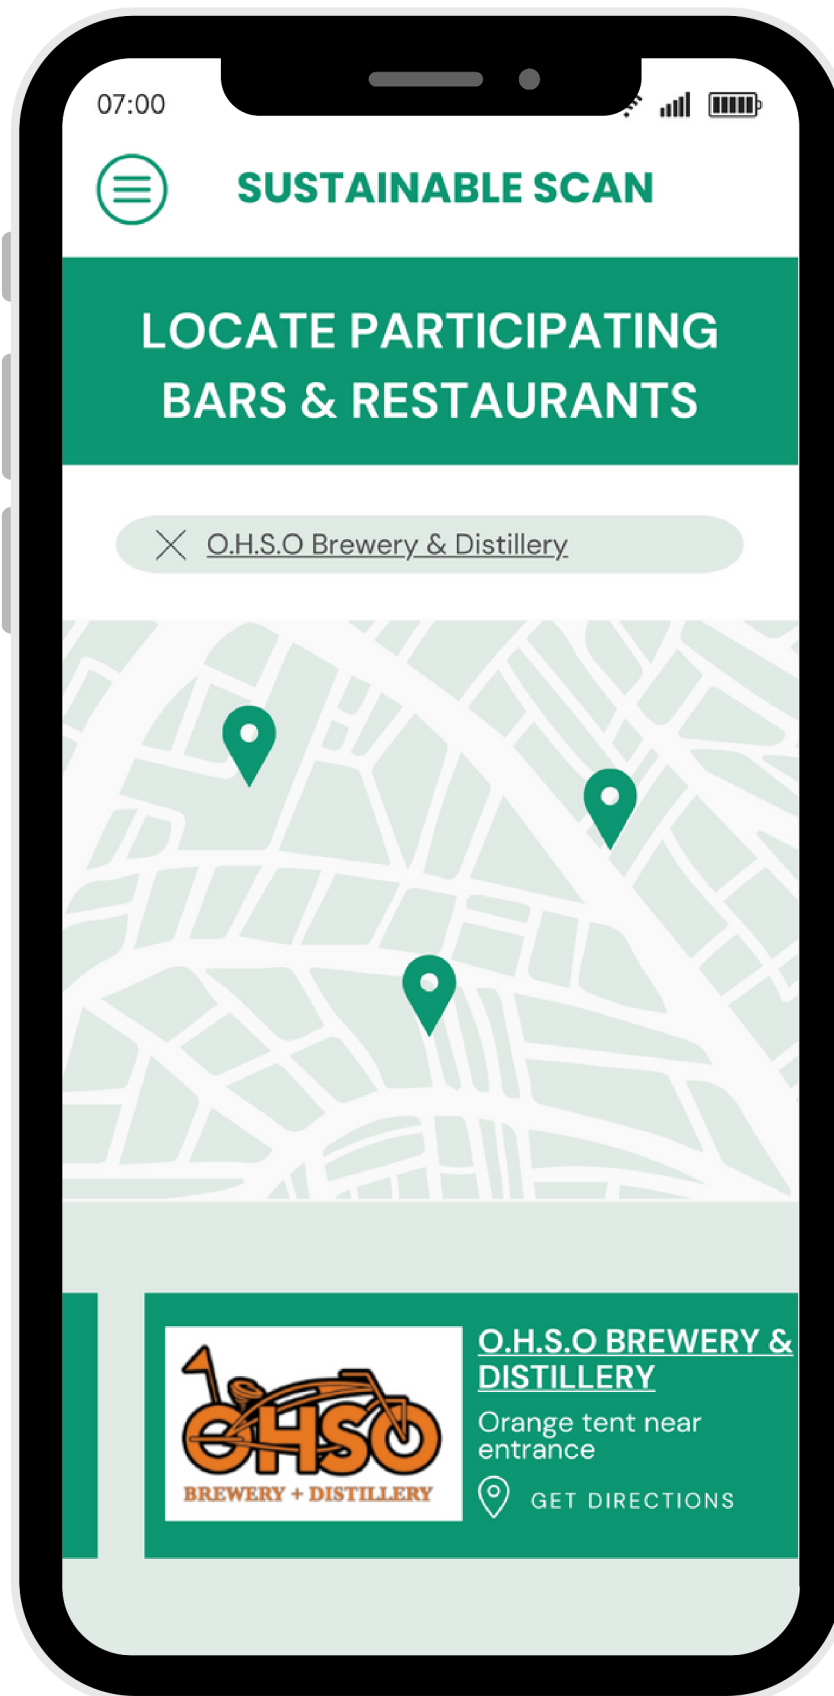 07:00
SUSTAINABLE SCAN
LOCATE PARTICIPATING
BARS & RESTAURANTS
O.H.S.O Brewery & Distillery
OHSO
BREWERY + DISTILLERY
O.H.S.O BREWERY &
DISTILLERY
Orange tent near
entrance
GET DIRECTIONS